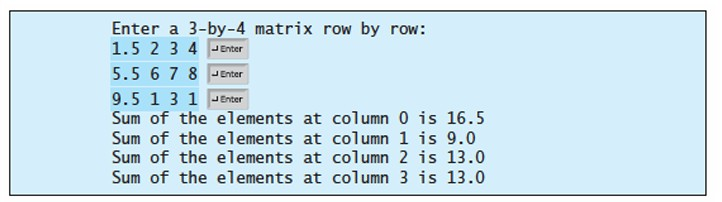 Enter a 3-by-4 matrix row by row:
1.5 2 3 4 ↵Enter
5.5 6 7 8 ↵Enter
9.5 1 3 1 ↵Enter
Sum of the elements at column 0 is 16.5
Sum of the elements at column 1 is 9.0
Sum of the elements at column 2 is 13.0
Sum of the elements at column 3 is 13.0